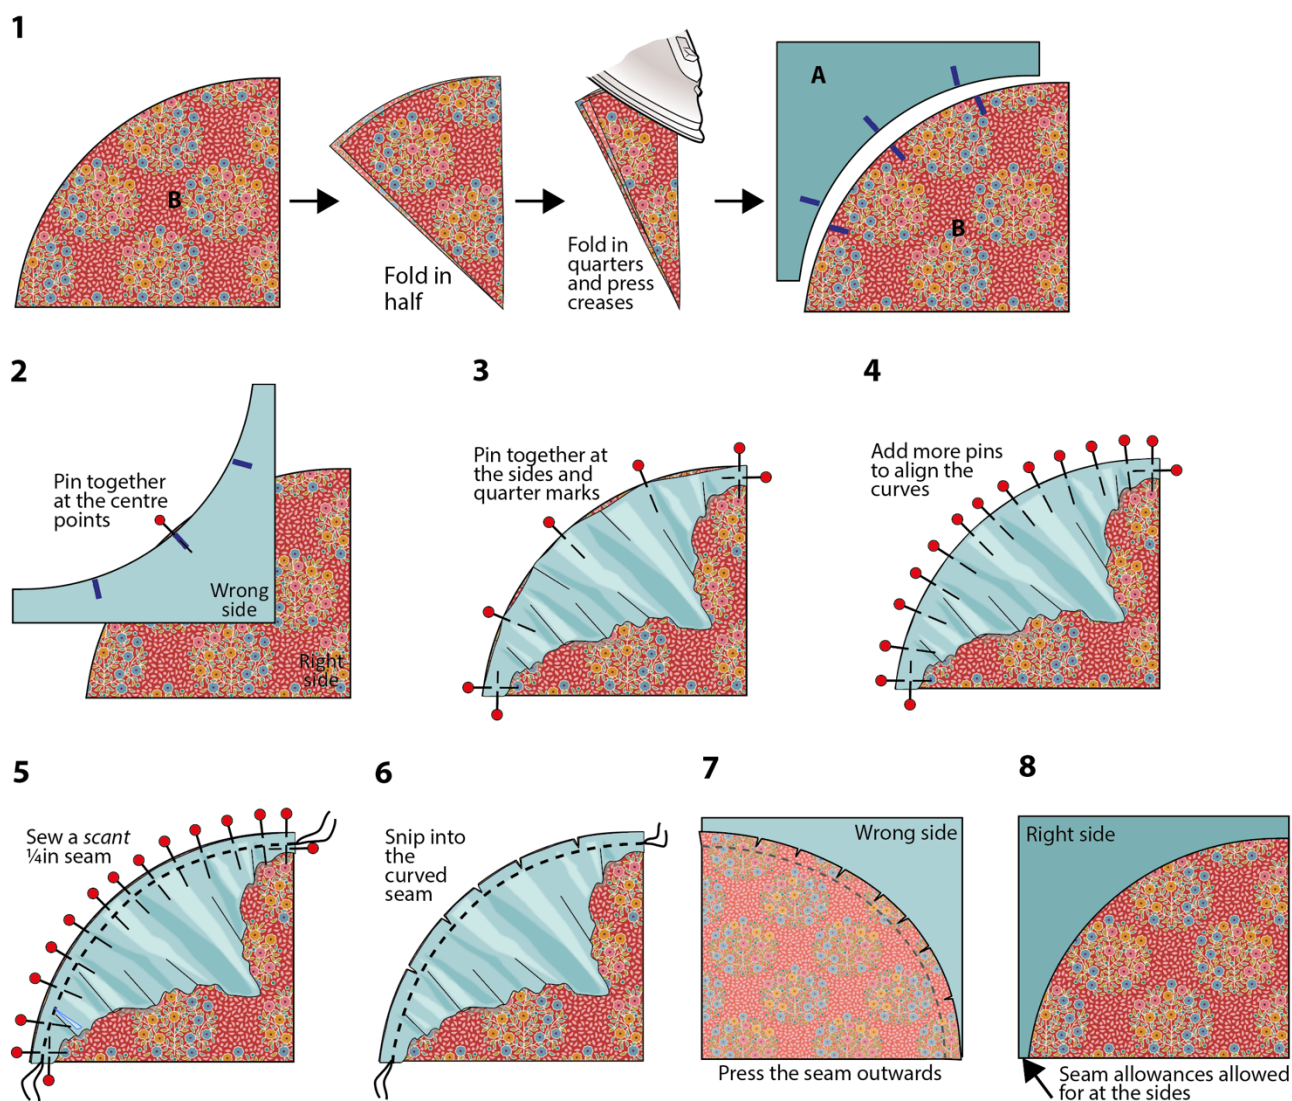 1
B
Fold in
half
Fold in
quarters
and press
creases
A
B
2
Pin together
at the centre
points
Wrong
side
Right
side
3
Pin together at
the sides and
quarter marks
4
Add more pins
to align the
curves
5
Sew a scant
¼in seam
6
Snip into
the
curved
seam
7
Wrong side
Press the seam outwards
8
Right side
Seam allowances allowed
for at the sides